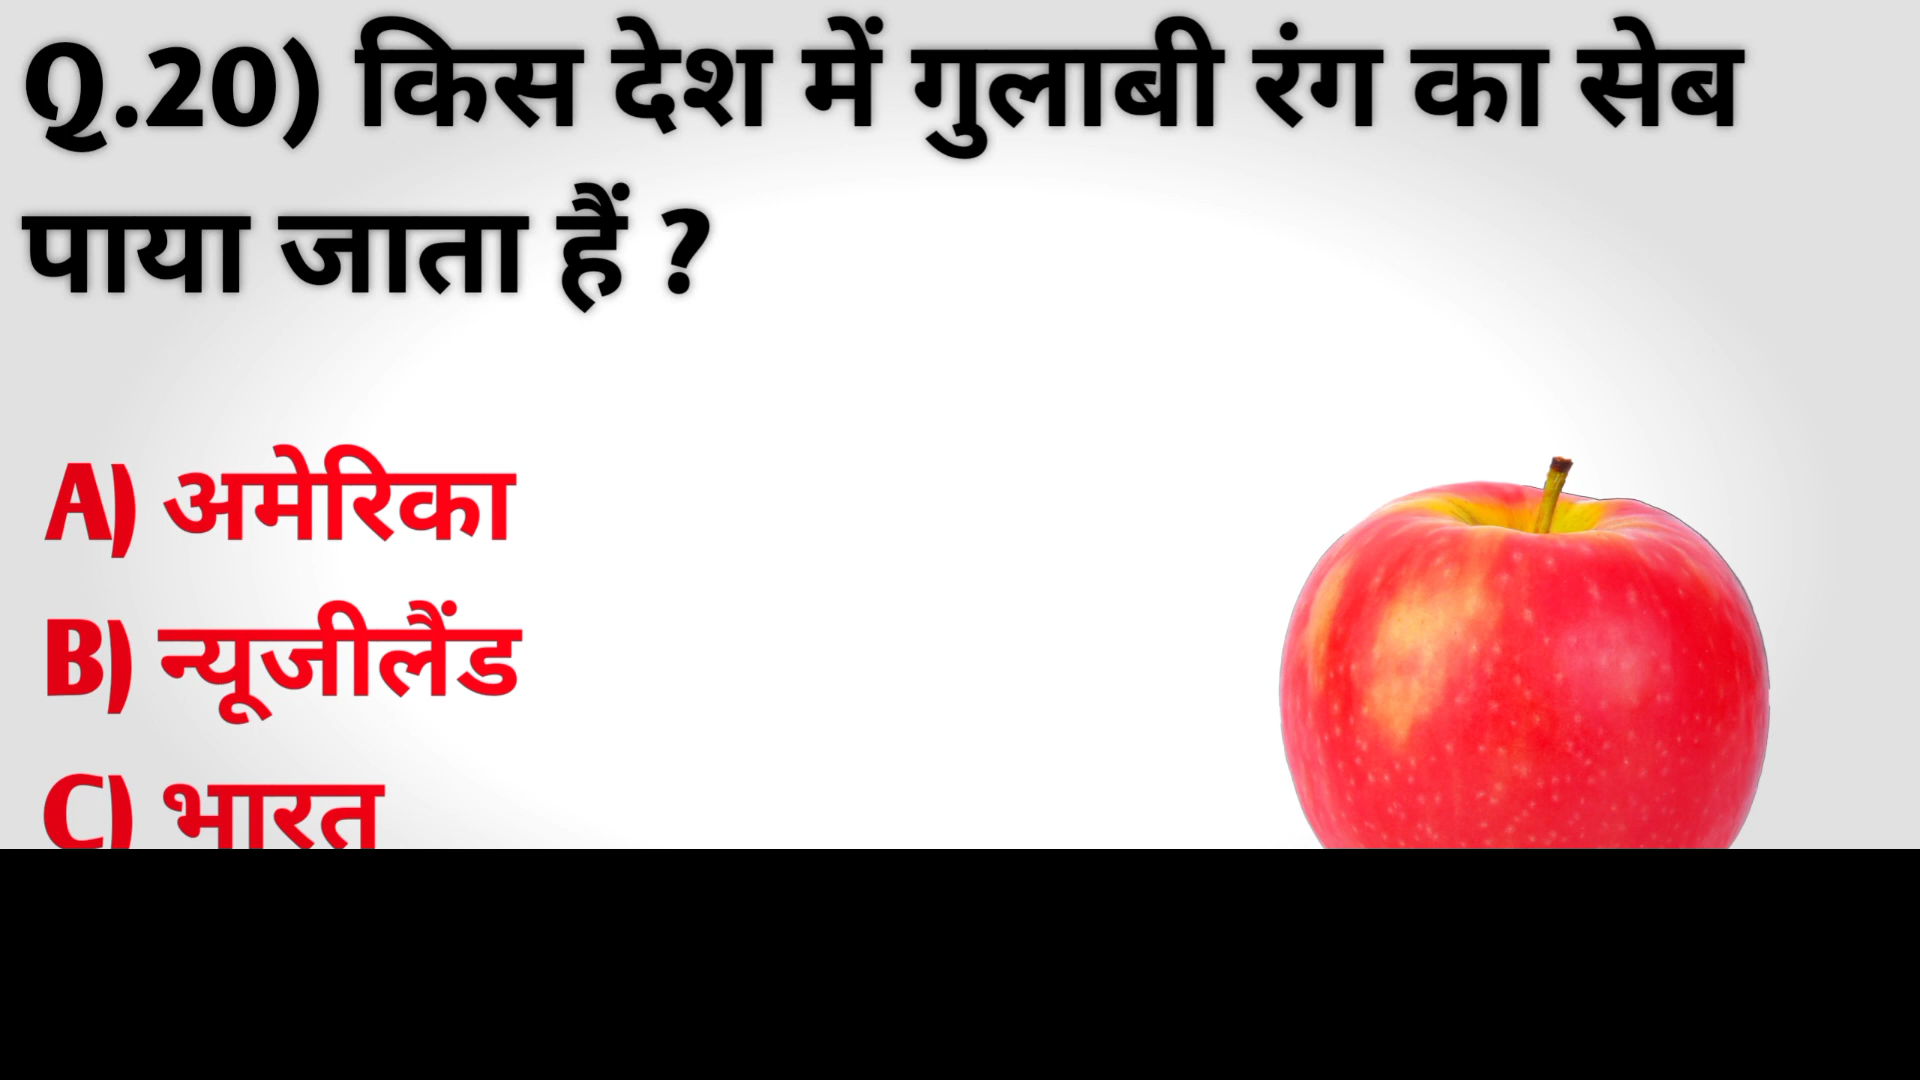 Q.20) किस देश में गुलाबी रंग का सेब
पाया जाता हैं ?
A) अमेरिका
B) न्यूजीलैंड
C) भारत